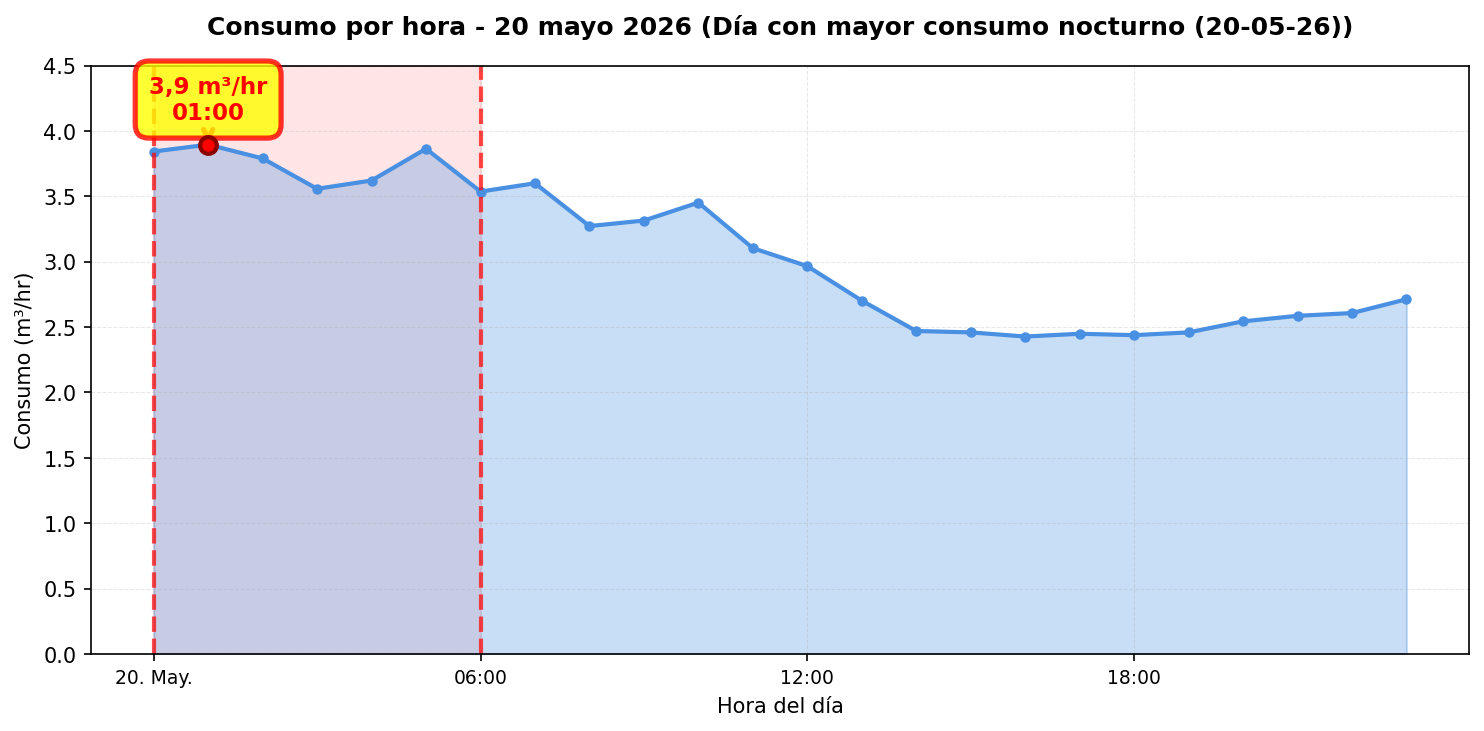 Consumo por hora - 20 mayo 2026 (Día con mayor consumo nocturno (20-05-26))
3,9 m³/hr
01:00
Consumo (m³/hr)
4.5
4.0
3.5
3.0
2.5
2.0
1.5
1.0
0.5
0.0
20. May.
06:00
12:00
18:00
Hora del día